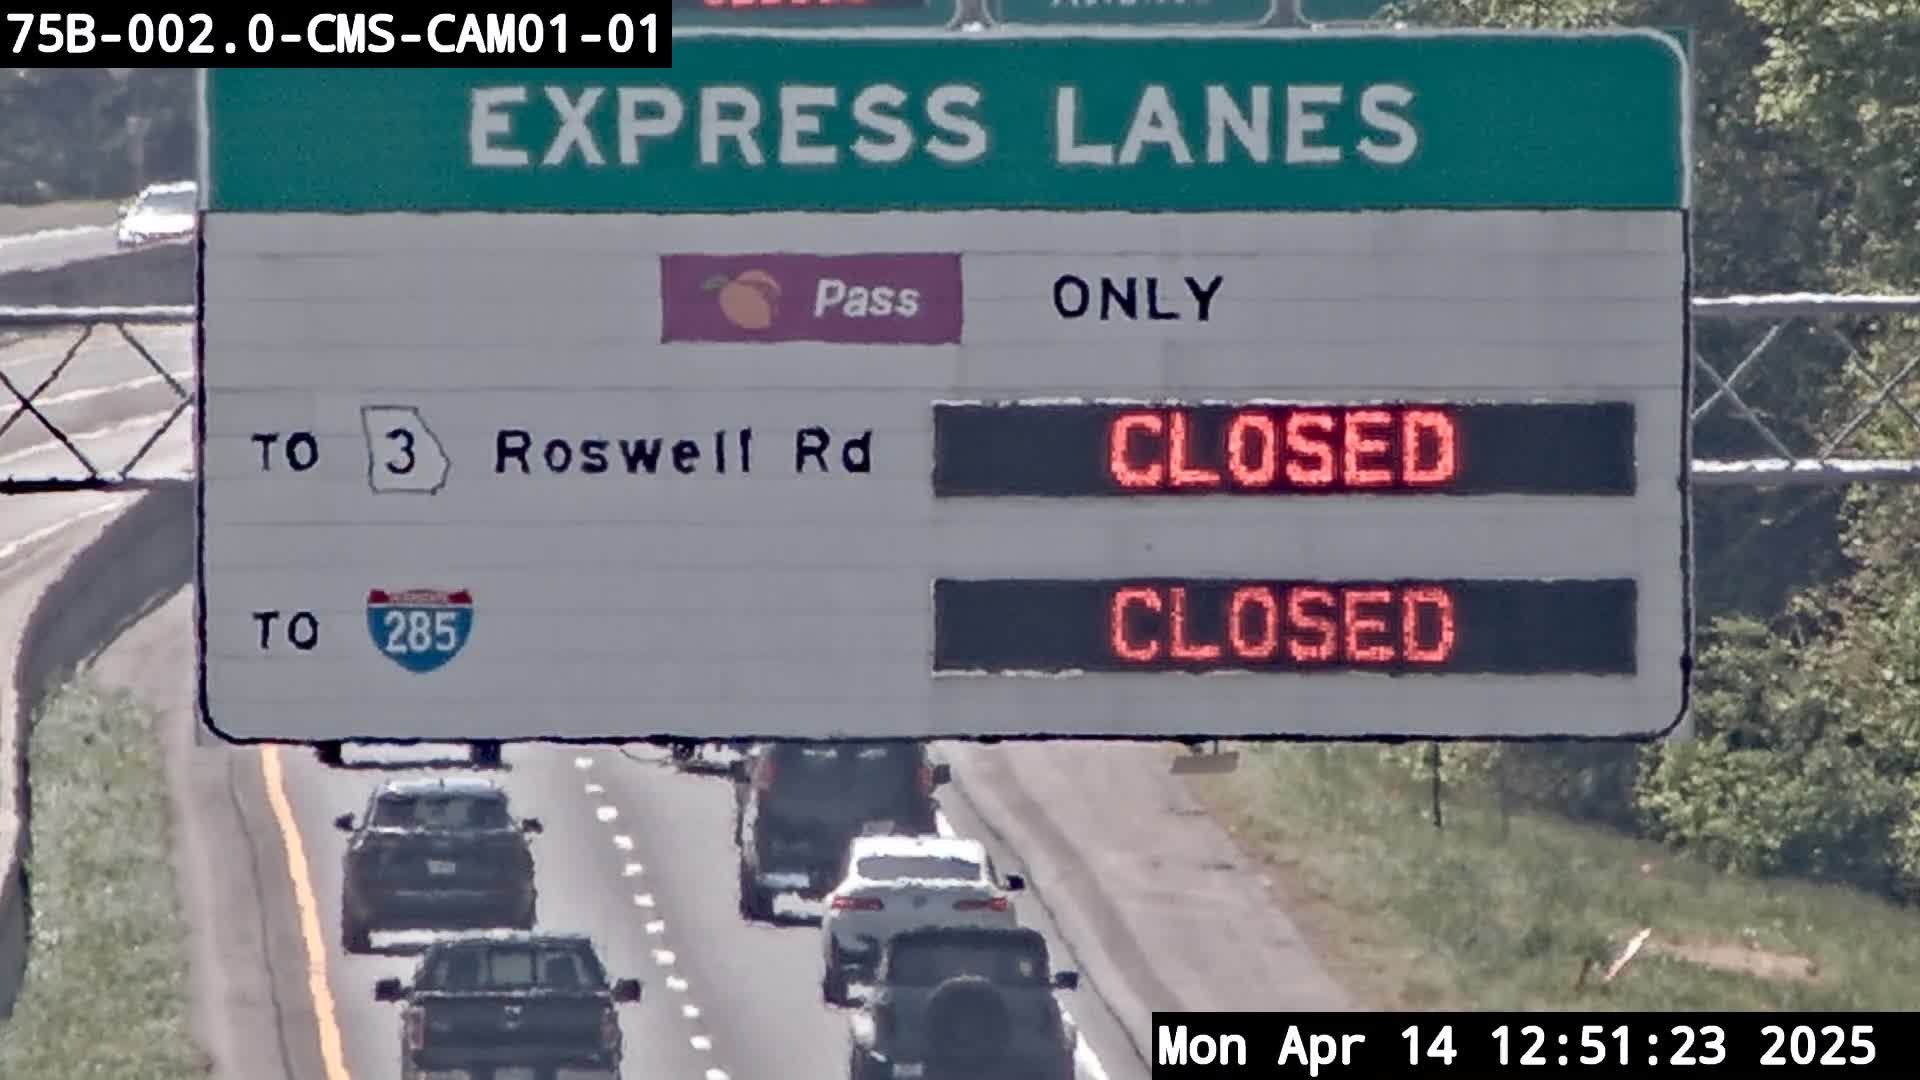 75B-002.0-CMS-CAM01-01
EXPRESS LANES
Pass ONLY
TO 3 Roswell Rd CLOSED
TO 285 CLOSED
Mon Apr 14 12:51:23 2025